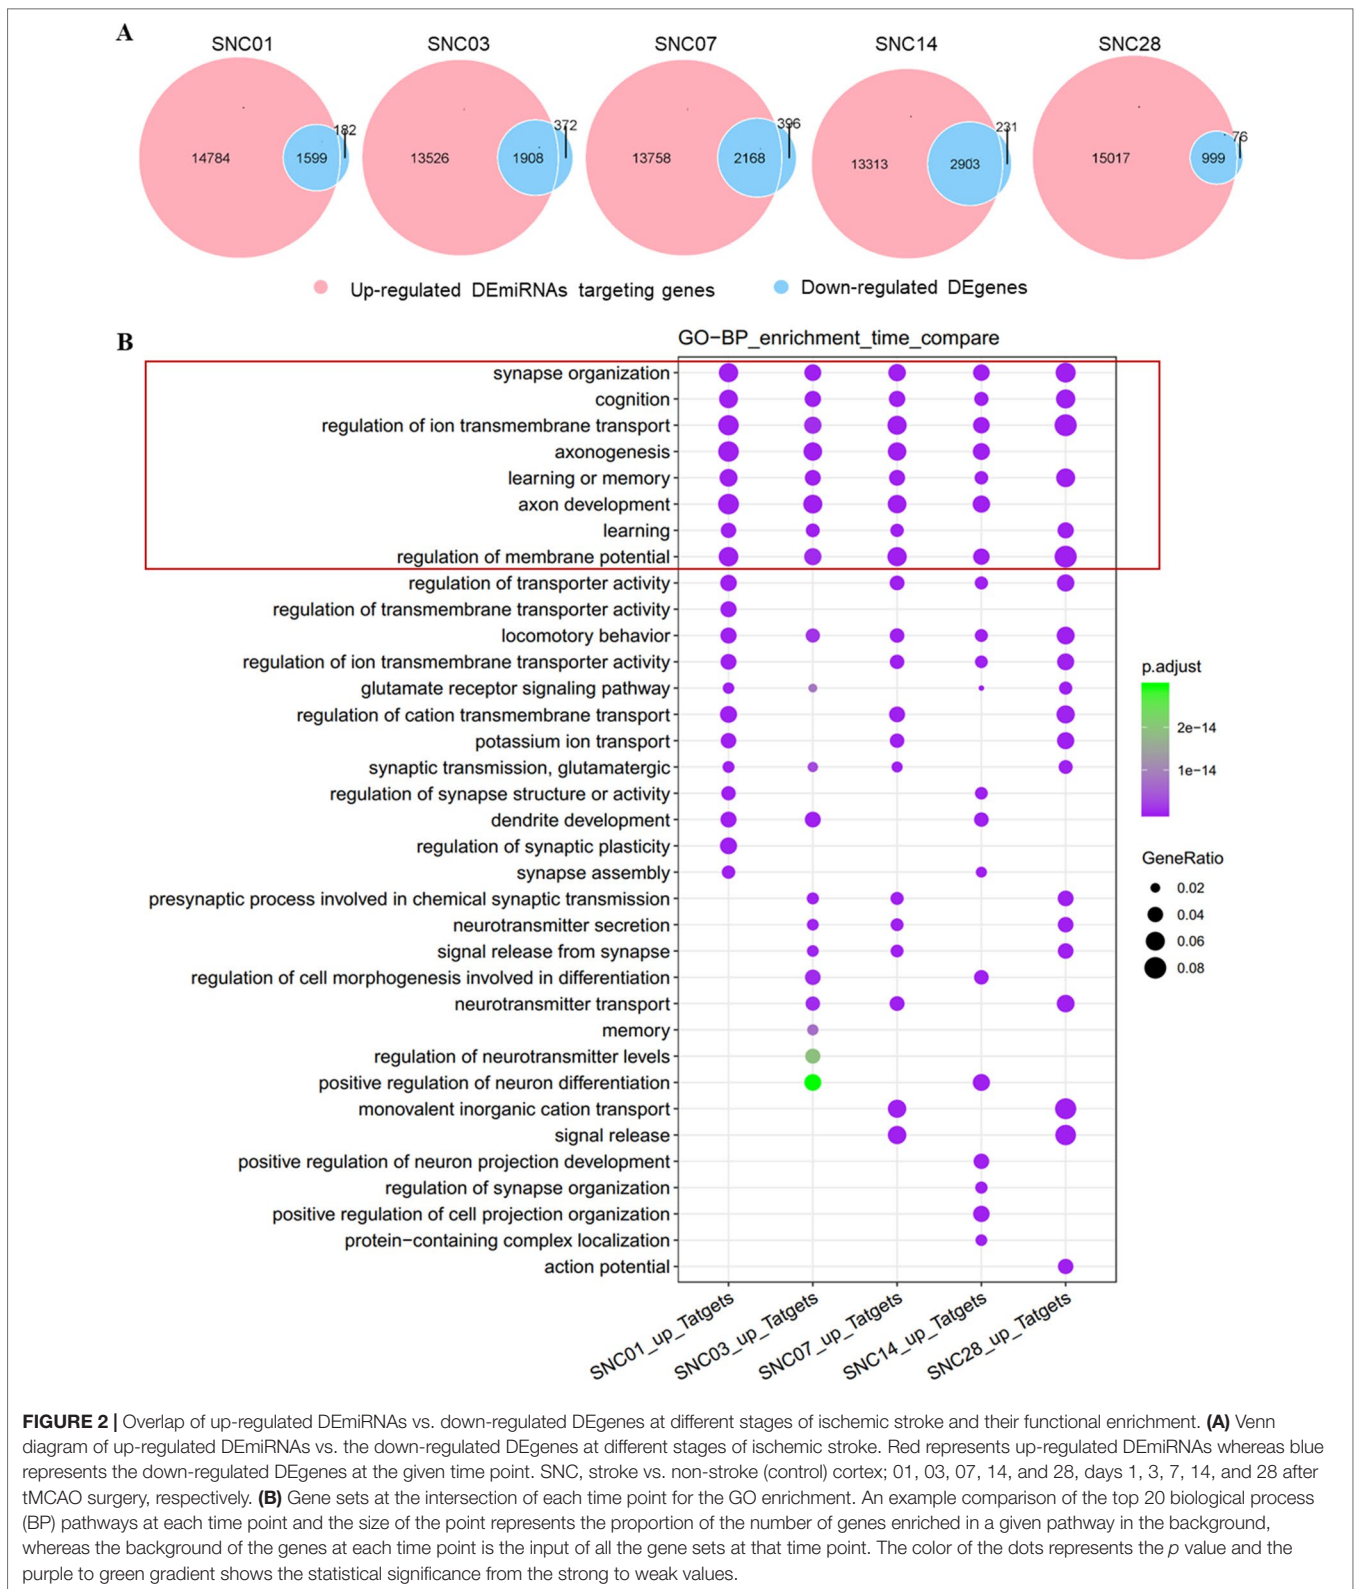 A
SNC01
SNC03
SNC07
SNC14
SNC28
14784
1599
182
13526
1908
372
13758
2168
396
13313
2903
231
15017
999
76
Up-regulated DEmiRNAs targeting genes
Down-regulated DEgenes
B
GO-BP_enrichment_time_compare
synapse organization
cognition
regulation of ion transmembrane transport
axonogenesis
learning or memory
axon development
learning
regulation of membrane potential
regulation of transporter activity
regulation of transmembrane transporter activity
locomotory behavior
regulation of ion transmembrane transporter activity
glutamate receptor signaling pathway
regulation of cation transmembrane transport
potassium ion transport
synaptic transmission, glutamatergic
regulation of synapse structure or activity
dendrite development
regulation of synaptic plasticity
synapse assembly
presynaptic process involved in chemical synaptic transmission
neurotransmitter secretion
signal release from synapse
regulation of cell morphogenesis involved in differentiation
neurotransmitter transport
memory
regulation of neurotransmitter levels
positive regulation of neuron differentiation
monovalent inorganic cation transport
signal release
positive regulation of neuron projection development
regulation of synapse organization
positive regulation of cell projection organization
protein-containing complex localization
action potential
p.adjust
2e-14
1e-14
GeneRatio
0.02
0.04
0.06
0.08
SNC01_up_Tatgets
SNC03_up_Tatgets
SNC07_up_Tatgets
SNC14_up_Tatgets
SNC28_up_Tatgets
FIGURE 2 | Overlap of up-regulated DEmiRNAs vs. down-regulated DEgenes at different stages of ischemic stroke and their functional enrichment. (A) Venn
diagram of up-regulated DEmiRNAs vs. the down-regulated DEgenes at different stages of ischemic stroke. Red represents up-regulated DEmiRNAs whereas blue
represents the down-regulated DEgenes at the given time point. SNC, stroke vs. non-stroke (control) cortex; 01, 03, 07, 14, and 28, days 1, 3, 7, 14, and 28 after
tMCAO surgery, respectively. (B) Gene sets at the intersection of each time point for the GO enrichment. An example comparison of the top 20 biological process
(BP) pathways at each time point and the size of the point represents the proportion of the number of genes enriched in a given pathway in the background,
whereas the background of the genes at each time point is the input of all the gene sets at that time point. The color of the dots represents the p value and the
purple to green gradient shows the statistical significance from the strong to weak values.